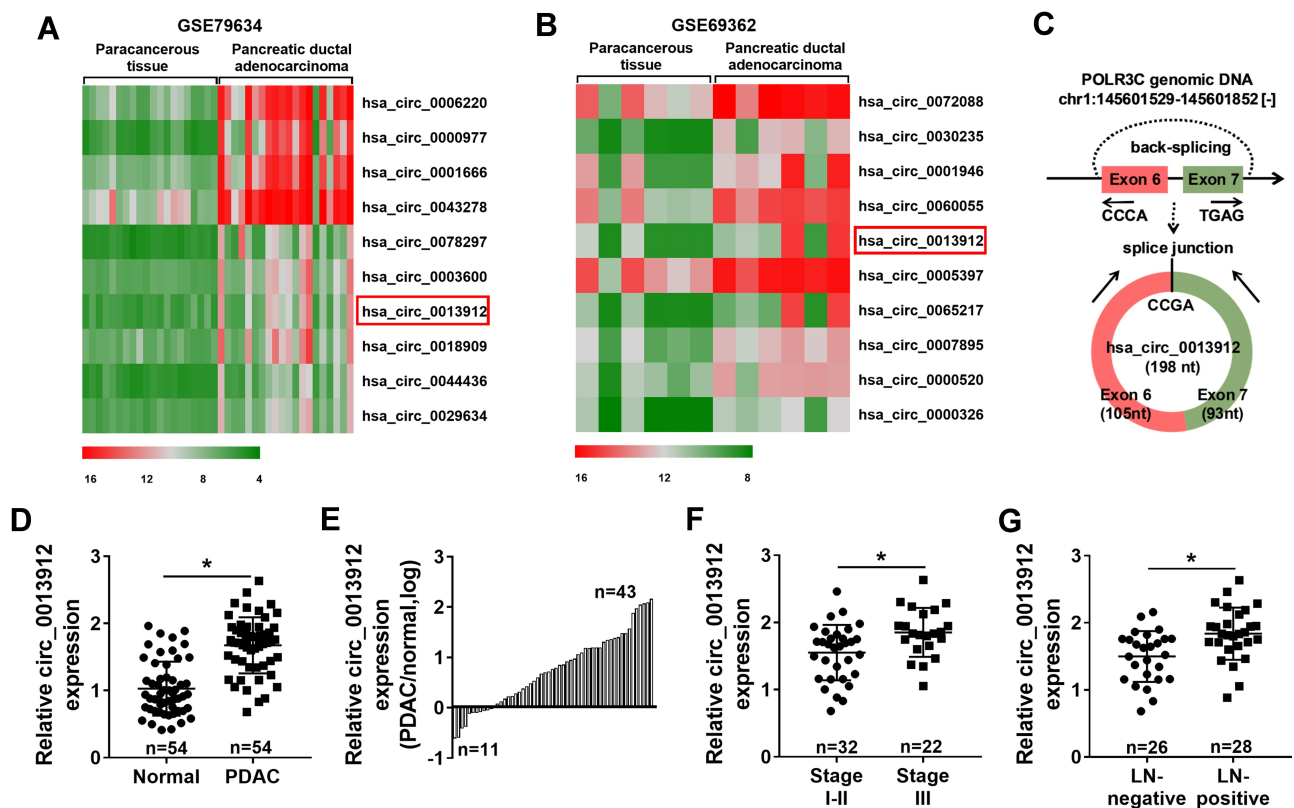 A
GSE79634
Paracancerous
tissue
Pancreatic ductal
adenocarcinoma
hsa_circ_0006220
hsa_circ_0000977
hsa_circ_0001666
hsa_circ_0043278
hsa_circ_0078297
hsa_circ_0003600
hsa_circ_0013912
hsa_circ_0018909
hsa_circ_0044436
hsa_circ_0029634
16 12 8 4
B
GSE69362
Paracancerous
tissue
Pancreatic ductal
adenocarcinoma
hsa_circ_0072088
hsa_circ_0030235
hsa_circ_0001946
hsa_circ_0060055
hsa_circ_0013912
hsa_circ_0005397
hsa_circ_0065217
hsa_circ_0007895
hsa_circ_0000520
hsa_circ_0000326
16 12 8
C
POLR3C genomic DNA
chr1:145601529-145601852 [-]
back-splicing
Exon 6 Exon 7
CCCA TGAG
splice junction
CCGA
hsa_circ_0013912
(198 nt)
Exon 6
(105nt)
Exon 7
(93nt)
D
Relative circ_0013912
expression
3
2
1
0
*
n=54 n=54
Normal PDAC
E
Relative circ_0013912
expression
(PDAC/normal,log)
3
2
1
0
-1
n=43
n=11
F
Relative circ_0013912
expression
3
2
1
0
*
n=32 n=22
Stage
I-II
Stage
III
G
Relative circ_0013912
expression
3
2
1
0
*
n=26 n=28
LN-
negative
LN-
positive